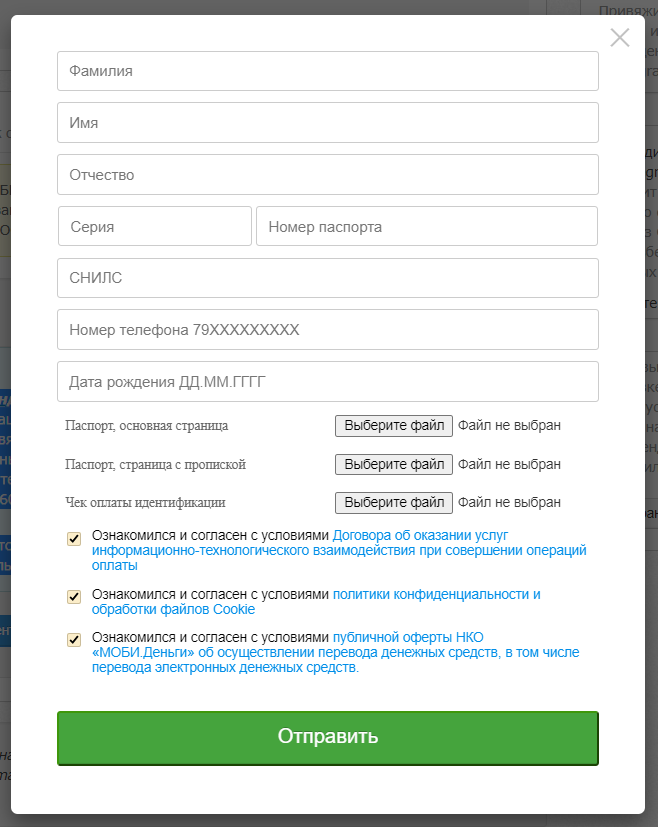 Привяжи
Фамилия
Имя
Отчество
Серия
Номер паспорта
СНИЛС
Номер телефона 79XXXXXXXXX
Дата рождения ДД.ММ.ГГГГ
Паспорт, основная страница
Выберите файл Файл не выбран
Паспорт, страница с пропиской
Выберите файл Файл не выбран
Чек оплаты идентификации
Выберите файл Файл не выбран
Ознакомился и согласен с условиями Договора об оказании услуг
информационно-технологического взаимодействия при совершении операций
оплаты
Ознакомился и согласен с условиями политики конфиденциальности и
обработки файлов Cookie
Ознакомился и согласен с условиями публичной оферты НКО
«МОБИ.Деньги» об осуществлении перевода денежных средств, в том числе
перевода электронных денежных средств.
Отправить